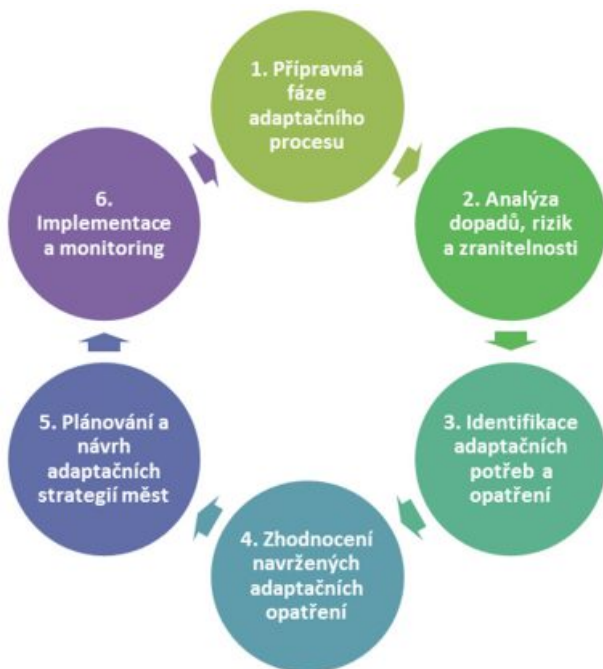 1. Přípravná
fáze
adaptačního
procesu
2. Analýza
dopadů, rizik
a zranitelnosti
3. Identifikace
adaptačních
potřeb a
opatření
4. Zhodnocení
navržených
adaptačních
opatření
5. Plánování a
návrh
adaptačních
strategií měst
6.
Implementace
a monitoring